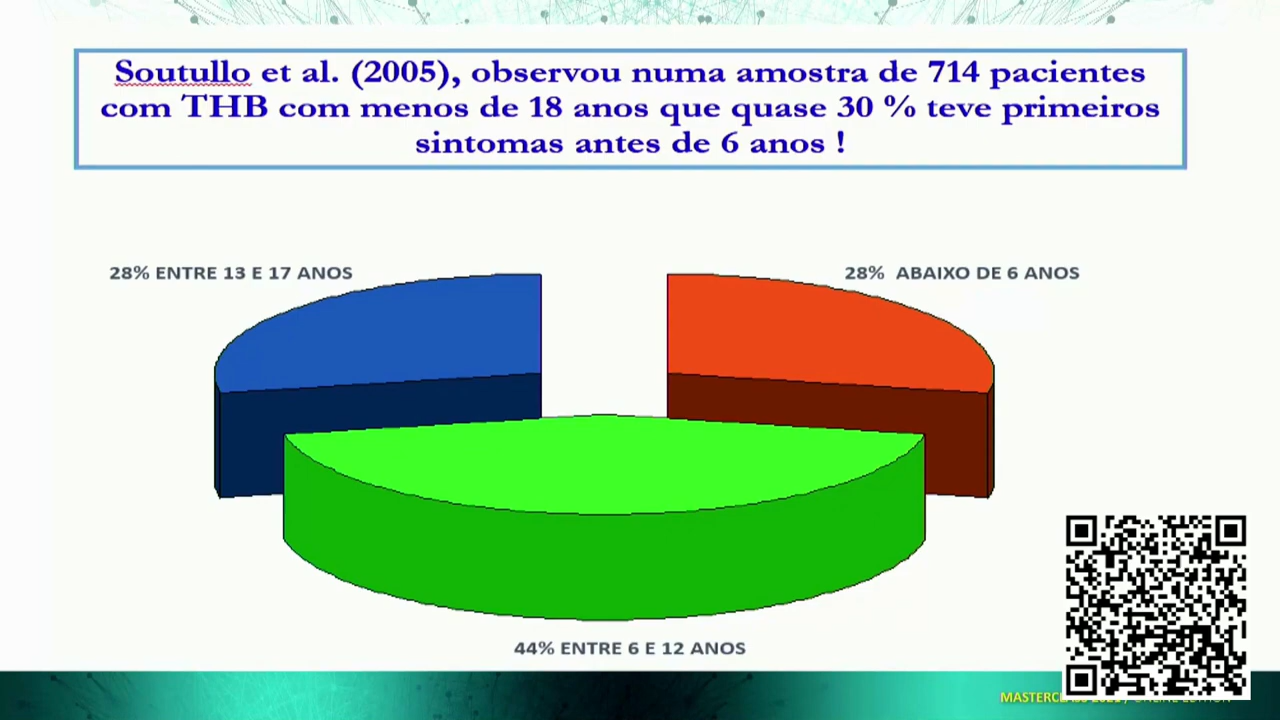 Soutullo et al. (2005), observou numa amostra de 714 pacientes
com THB com menos de 18 anos que quase 30 % teve primeiros
sintomas antes de 6 anos !
28% ENTRE 13 E 17 ANOS
28% ABAIXO DE 6 ANOS
44% ENTRE 6 E 12 ANOS